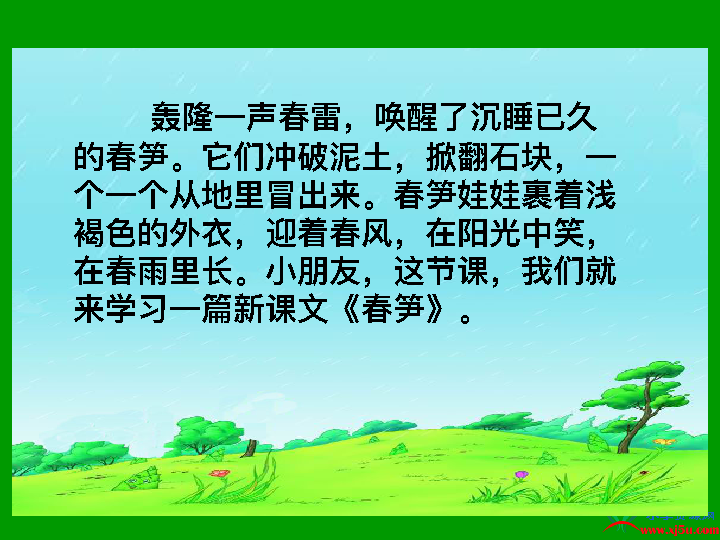 轰隆一声春雷，唤醒了沉睡已久
的春笋。它们冲破泥土，掀翻石块，一
个一个从地里冒出来。春笋娃娃裹着浅
褐色的外衣，迎着春风，在阳光中笑，
在春雨里长。小朋友，这节课，我们就
来学习一篇新课文《春笋》。